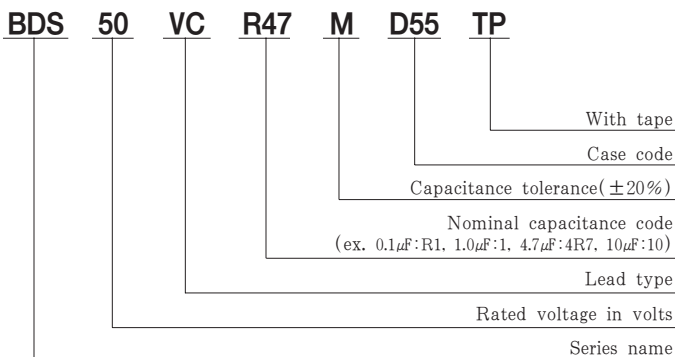 BDS 50 VC R47 M D55 TP
With tape
Case code
Capacitance tolerance(±20%)
Nominal capacitance code
(ex. 0.1μF:R1, 1.0μF:1, 4.7μF:4R7, 10μF:10)
Lead type
Rated voltage in volts
Series name